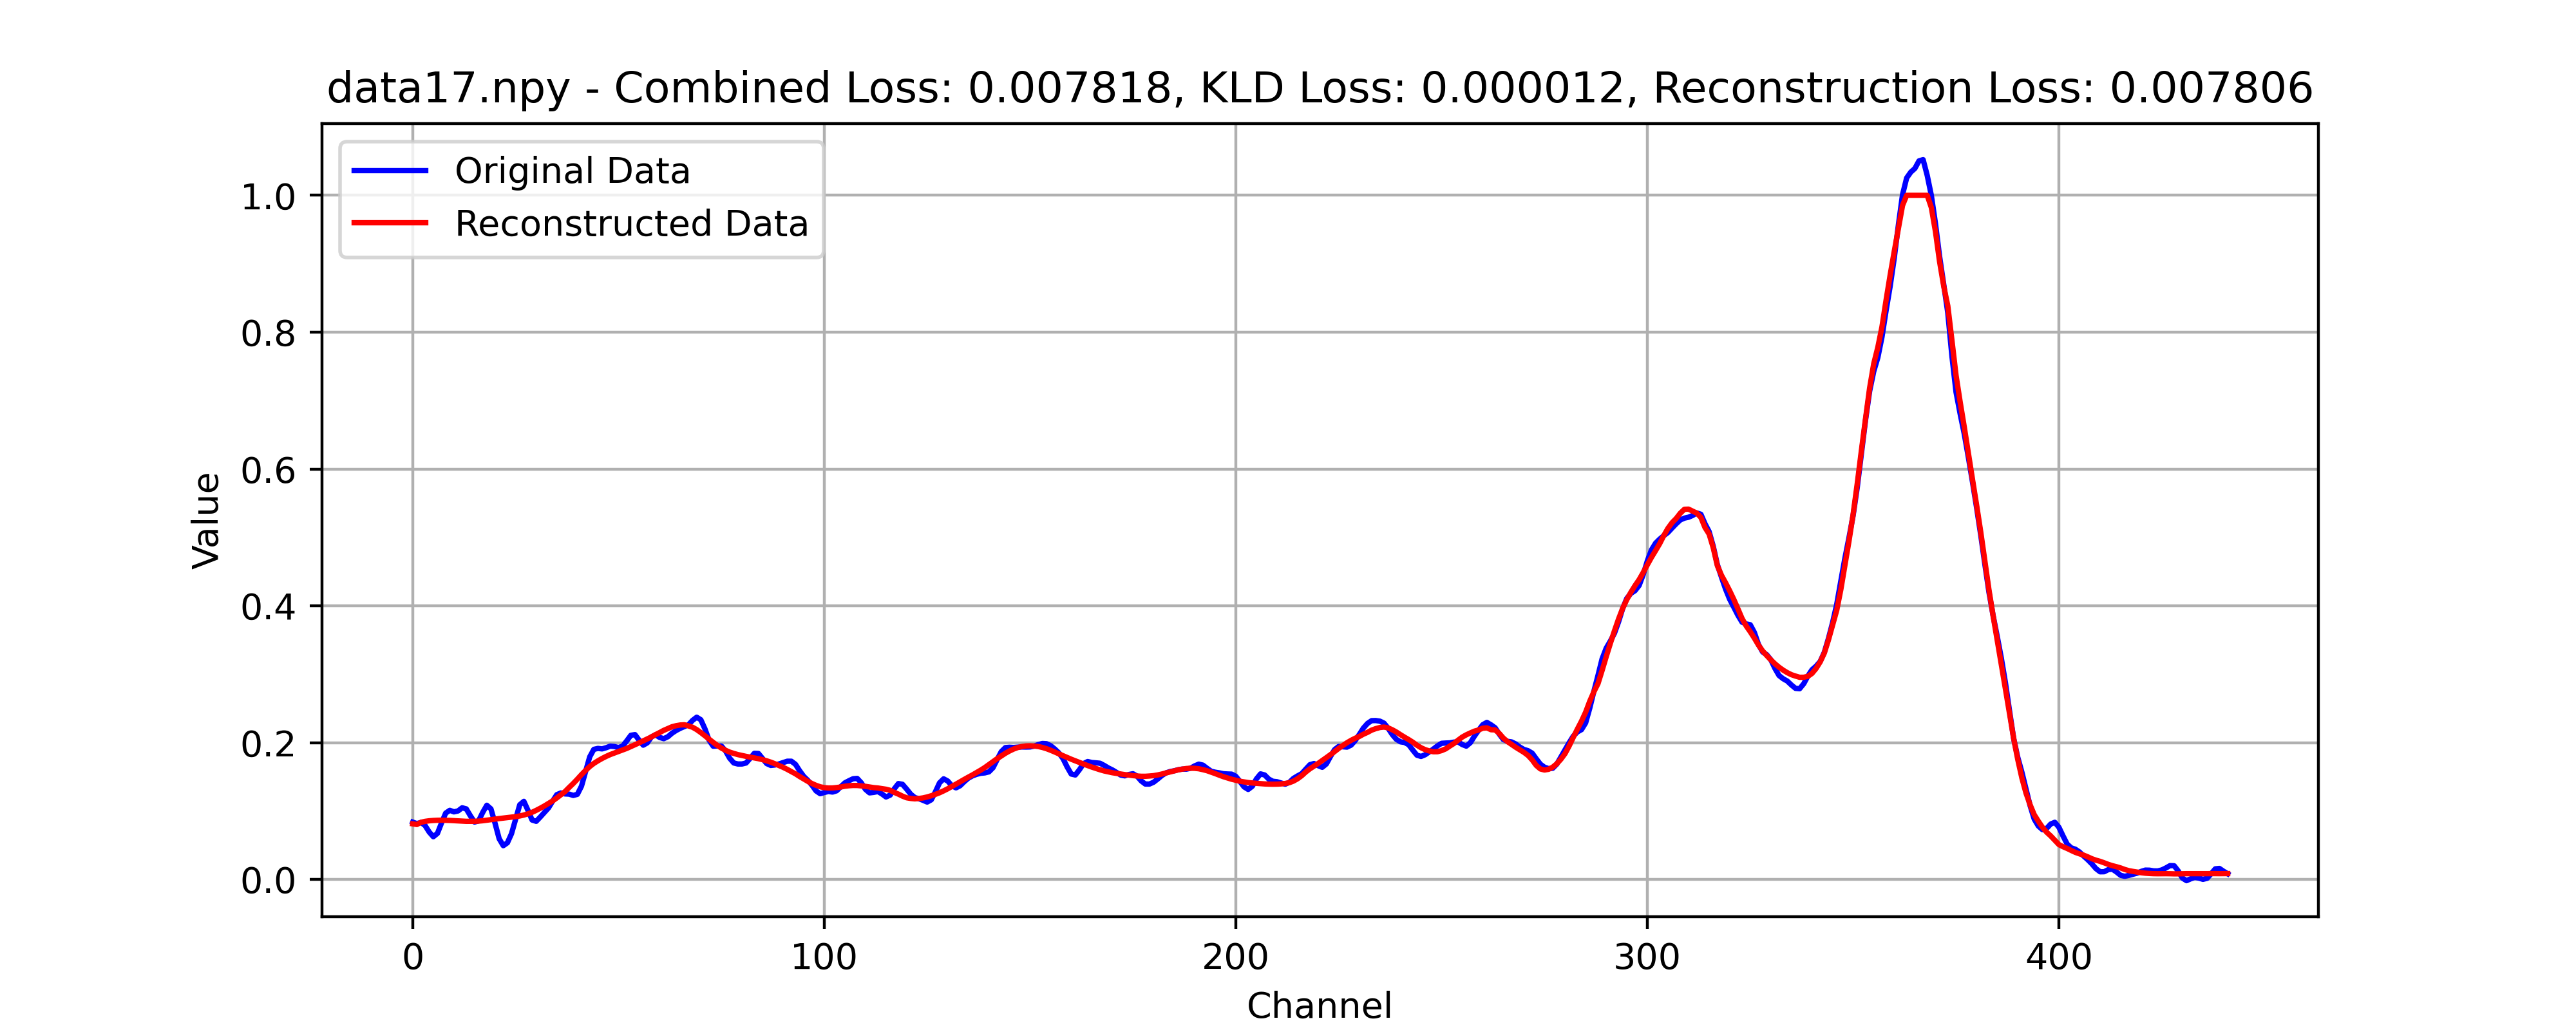 data17.npy - Combined Loss: 0.007818, KLD Loss: 0.000012, Reconstruction Loss: 0.007806
Original Data
Reconstructed Data
1.0
0.8
0.6
0.4
0.2
0.0
Value
0 100 200 300 400
Channel